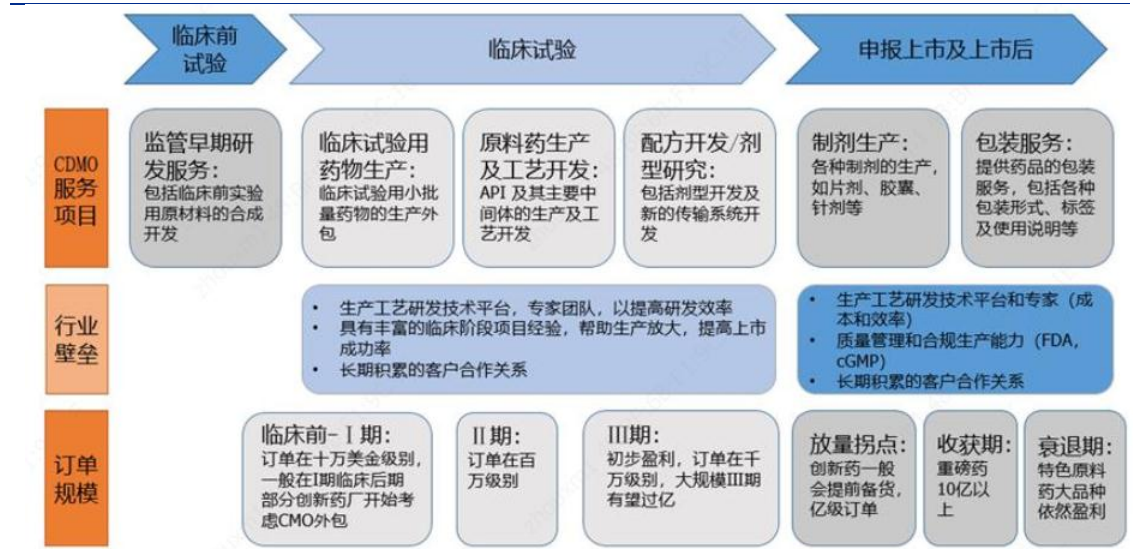 临床前
试验
临床试验
申报上市及上市后
CDMO
服务
项目
监管早期研
发服务：
包括临床前实验
用原材料的合成
开发
临床试验用
药物生产：
临床试验用小批
量药物的生产外
包
原料药生产
及工艺开发：
API 及其主要中
间体的生产及工
艺开发
配方开发/剂
型研究：
包括剂型开发及
新的传输系统开
发
制剂生产：
各种制剂的生产，
如片剂、胶囊、
针剂等
包装服务：
提供药品的包装
服务，包括各种
包装形式、标签
及使用说明等
行业
壁垒
• 生产工艺研发技术平台，专家团队，以提高研发效率
• 具有丰富的临床阶段项目经验，帮助生产放大，提高上市
成功率
• 长期积累的客户合作关系
• 生产工艺研发技术平台和专家（成
本和效率）
• 质量管理和合规生产能力（FDA，
cGMP）
• 长期积累的客户合作关系
订单
规模
临床前-Ⅰ期：
订单在十万美金级别，
一般在I期临床后期
部分创新药厂开始考
虑CMO外包
Ⅱ期：
订单在百
万级别
Ⅲ期：
初步盈利，订单在千
万级别，大规模Ⅲ期
有望过亿
放量拐点：
创新药一般
会提前备货，
亿级订单
收获期：
重磅药
10亿以
上
衰退期：
特色原料
药大品种
依然盈利